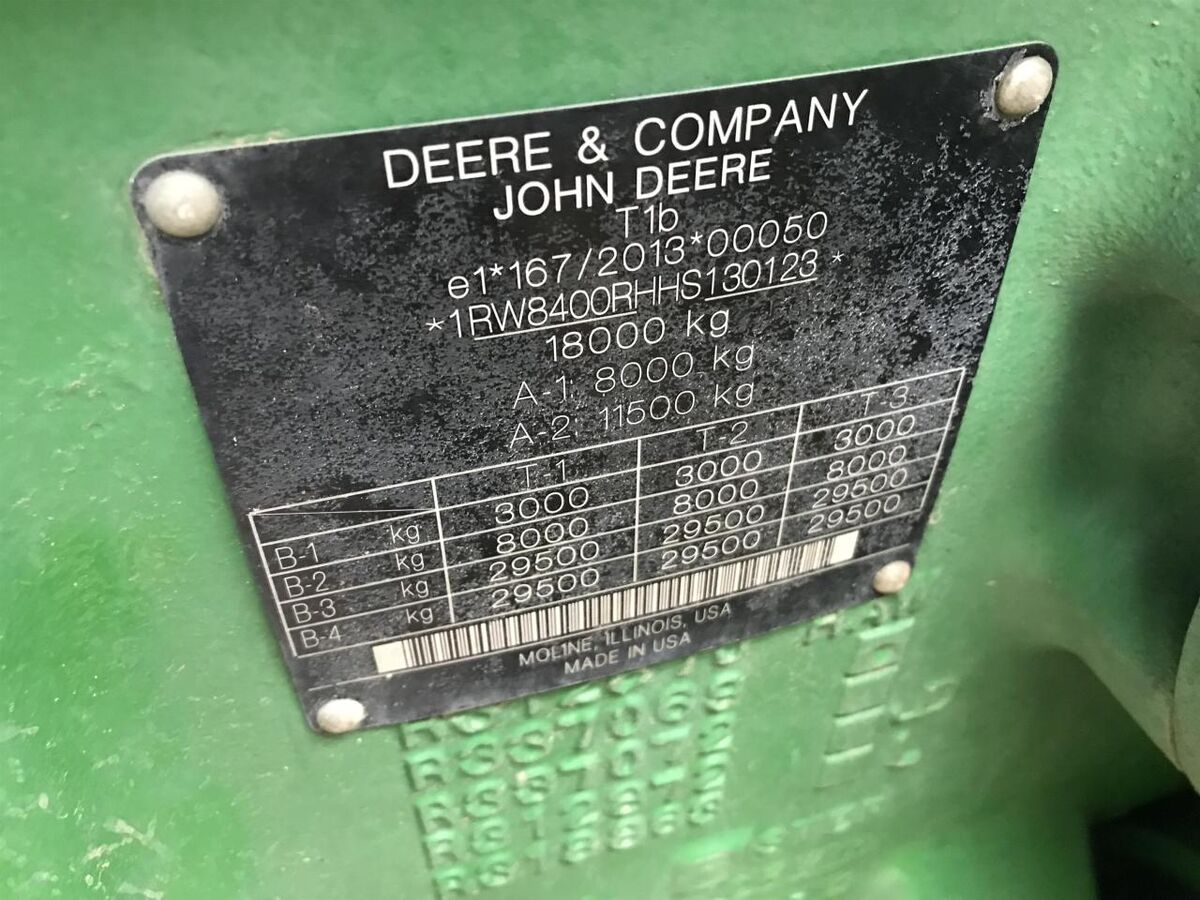 DEERE & COMPANY
JOHN DEERE
T1b
e1*167/2013*00050
*1RW8400RHHS130123*
18000 kg
A-1: 8000 kg
A-2: 11500 kg
T-1 T-2 T-3
B-1 kg 3000 3000 3000
B-2 kg 8000 8000 8000
B-3 kg 29500 29500 29500
B-4 kg 29500 29500 29500
MOLINE, ILLINOIS, USA
MADE IN USA